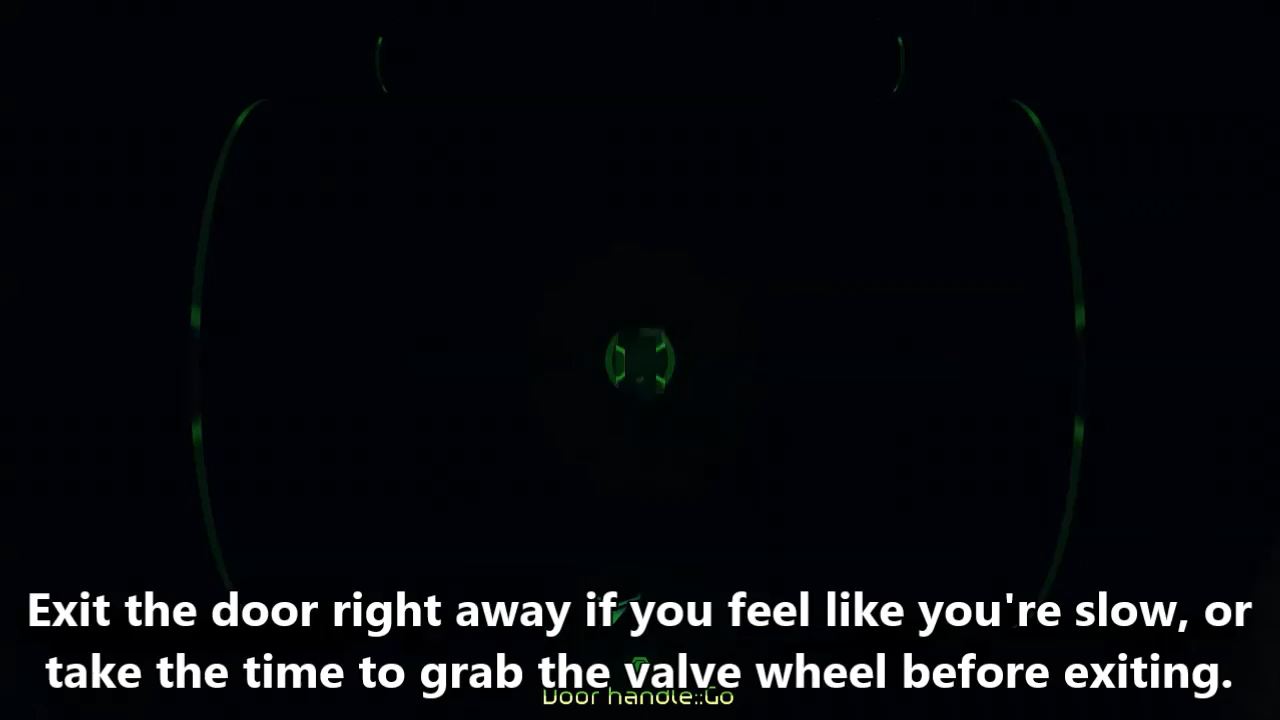 Exit the door right away if you feel like you're slow, or
take the time to grab the valve wheel before exiting.
Door handle::Go